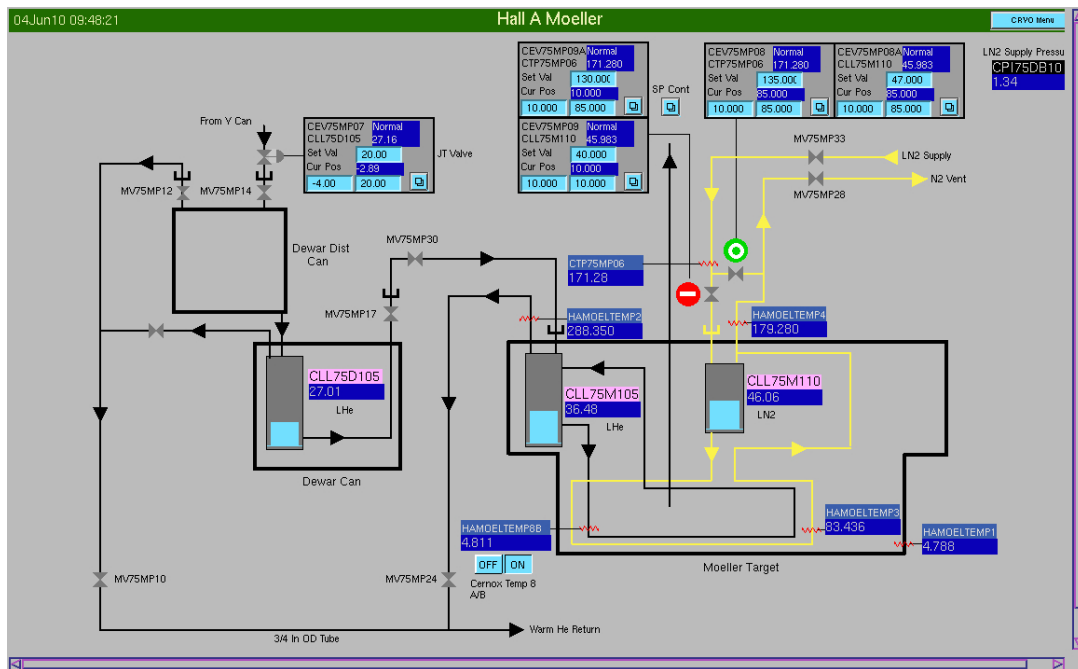 04Jun10 09:48:21
Hall A Moeller
CRYO Menu
CEV75MP09A Normal
CTP75MP06 171.280
Set Val 130.000
Cur Pos 10.000
10.000 85.000
SP Cont
CEV75MP08 Normal
CTP75MP06 171.280
Set Val 135.00(
Cur Pos 85.000
10.000 85.000
CEV75MP08A Normal
CLL75M110 45.983
Set Val 47.000
Cur Pos 85.000
10.000 85.000
LN2 Supply Pressu
CPI75DB10
1.34
From Y Can
CEV75MP07 Normal
CLL75D105 27.16
Set Val 20.00
Cur Pos -2.89
-4.00 20.00
JT Valve
CEV75MP09 Normal
CLL75M110 45.983
Set Val 40.000
Cur Pos 10.000
10.000 10.000
MV75MP33
LN2 Supply
N2 Vent
MV75MP28
MV75MP12
MV75MP14
Dewar Dist
Can
MV75MP30
CTP75MP06
171.28
MV75MP17
HAMOELTEMP2
288.350
HAMOELTEMP4
179.280
CLL75D105
27.01
LHe
CLL75M105
36.48
LHe
CLL75M110
46.06
LN2
Dewar Can
HAMOELTEMP8B
4.811
HAMOELTEMP3
83.436
HAMOELTEMP1
4.788
OFF ON
Cernox Temp 8
A/B
Moeller Target
MV75MP10
MV75MP24
3/4 In OD Tube
Warm He Return